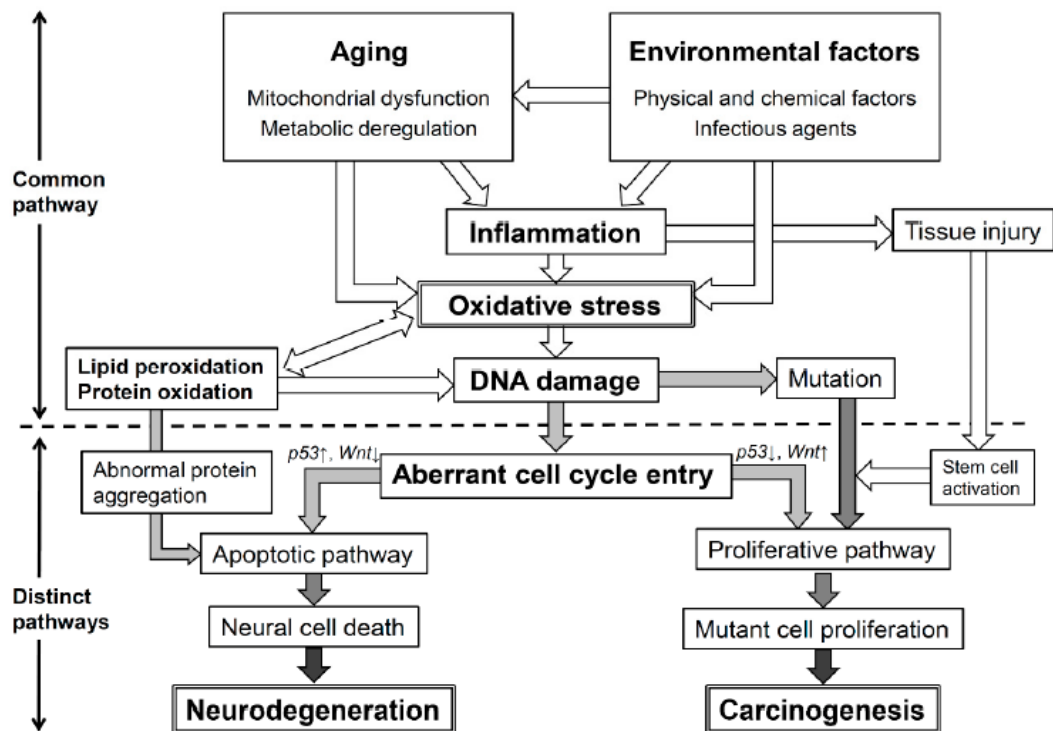 Aging
Mitochondrial dysfunction
Metabolic deregulation
Environmental factors
Physical and chemical factors
Infectious agents
Common
pathway
Inflammation
Tissue injury
Oxidative stress
Lipid peroxidation
Protein oxidation
DNA damage
Mutation
Abnormal protein
aggregation
p53↑, Wnt↓
Aberrant cell cycle entry
p53↓, Wnt↑
Stem cell
activation
Apoptotic pathway
Proliferative pathway
Distinct
pathways
Neural cell death
Mutant cell proliferation
Neurodegeneration
Carcinogenesis